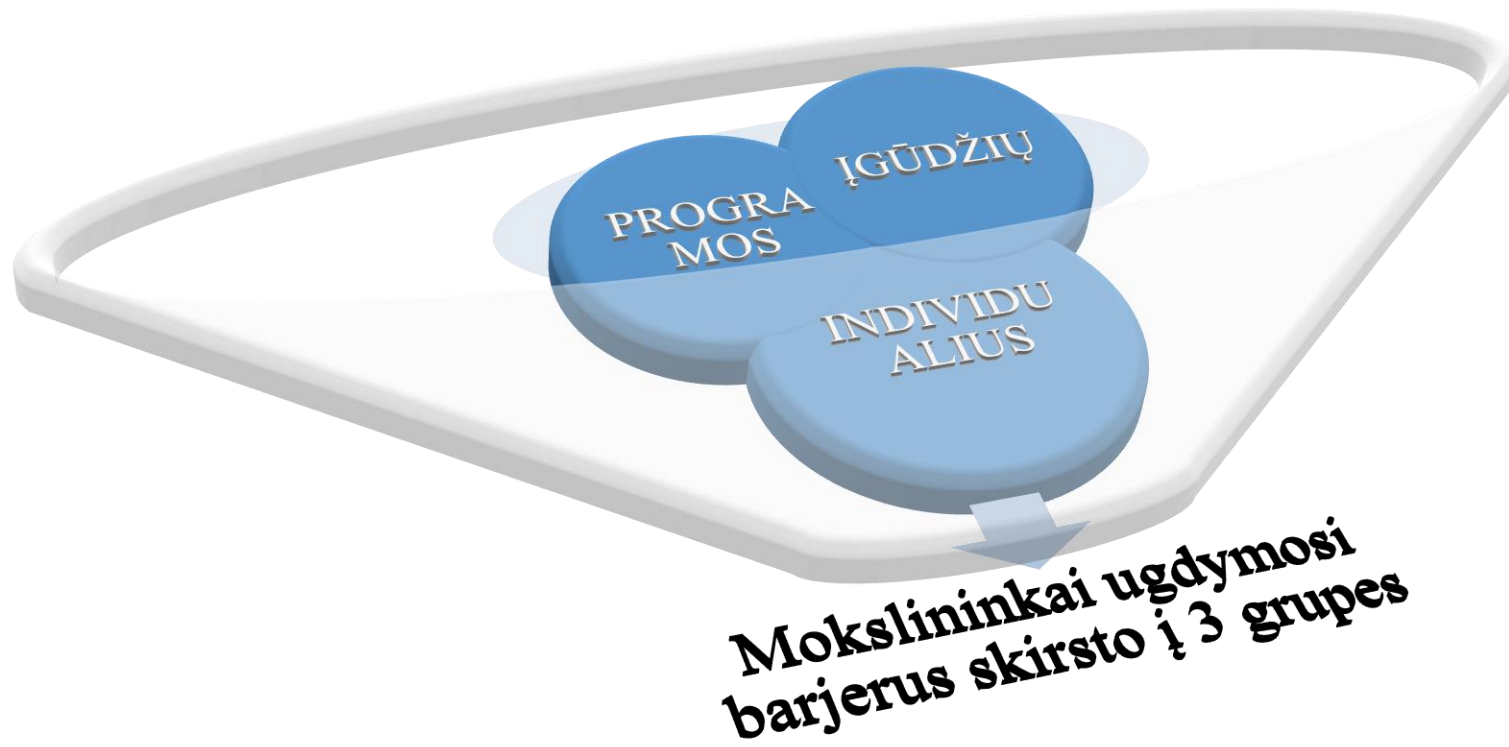 ĮGŪDŽIŲ
PROGRA
MOS
INDIVIDU
ALIUS
Mokslininkai ugdymosi
barjerus skirsto į 3 grupes